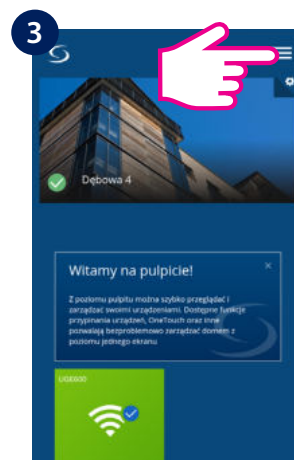 3
Dębowa 4
Witamy na pulpicie!
Z poziomu pulpitu można szybko przeglądać i
zarządzać swoimi urządzeniami. Dostępne funkcje
przypinania urządzeń, OneTouch oraz inne
pozwalają bezproblemowo zarządzać domem z
poziomu jednego ekranu
UGE600